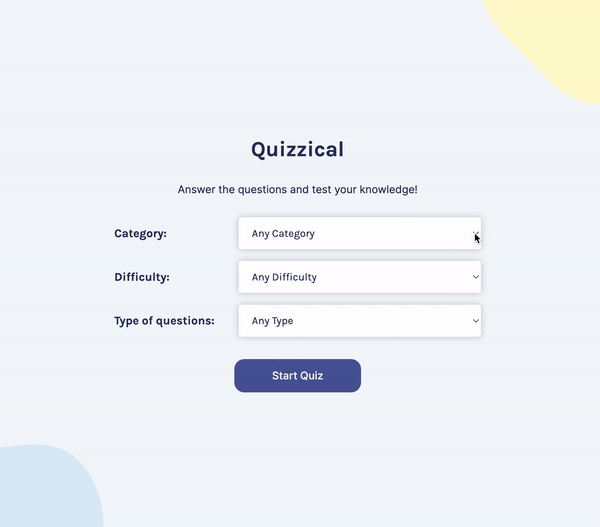 Quizzical
Answer the questions and test your knowledge!
Category: Any Category
Difficulty: Any Difficulty
Type of questions: Any Type
Start Quiz